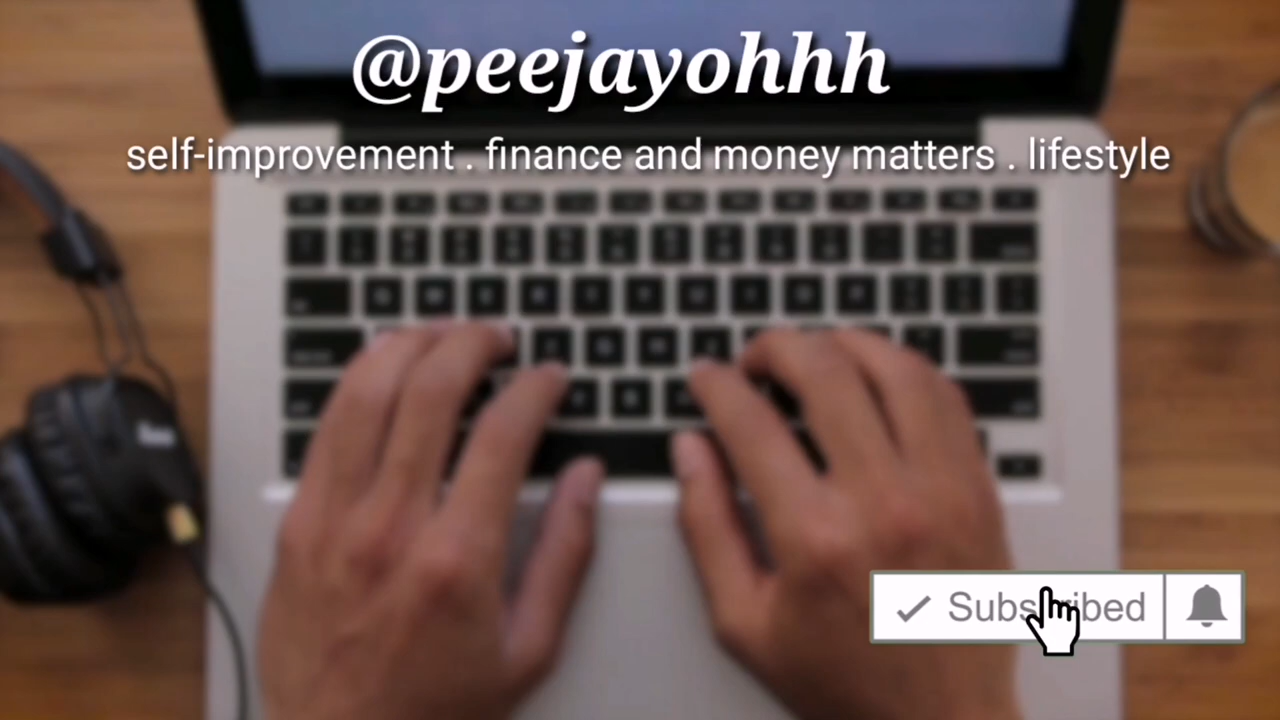 @peejayohhh
self-improvement . finance and money matters . lifestyle
Subscribed